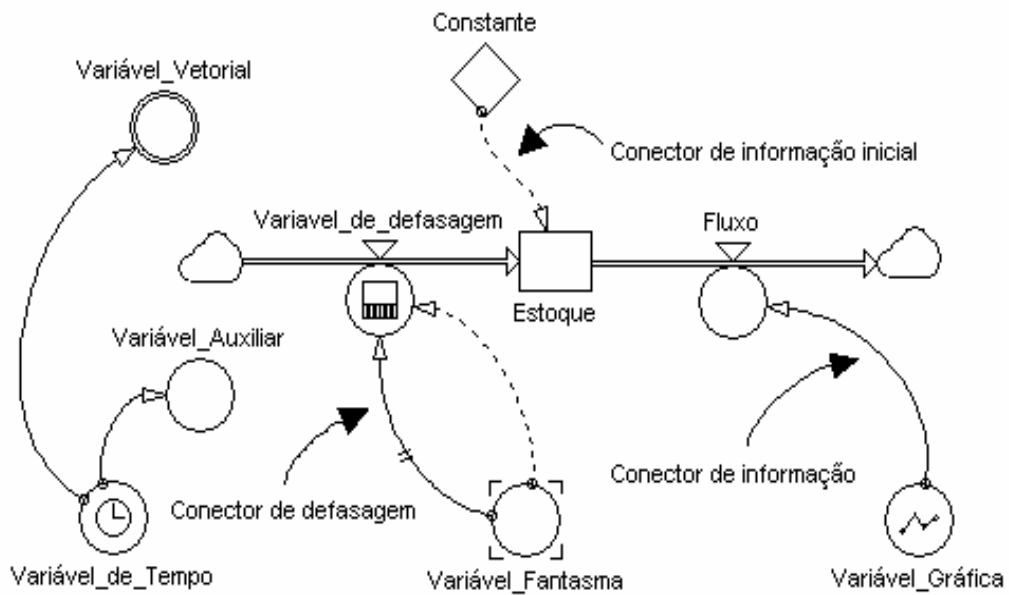 Constante
Variável_Vetorial
Conector de informação inicial
Variavel_de_defasagem
Fluxo
Estoque
Variável_Auxiliar
Conector de informação
Conector de defasagem
Variável_de_Tempo
Variável_Fantasma
Variável_Gráfica